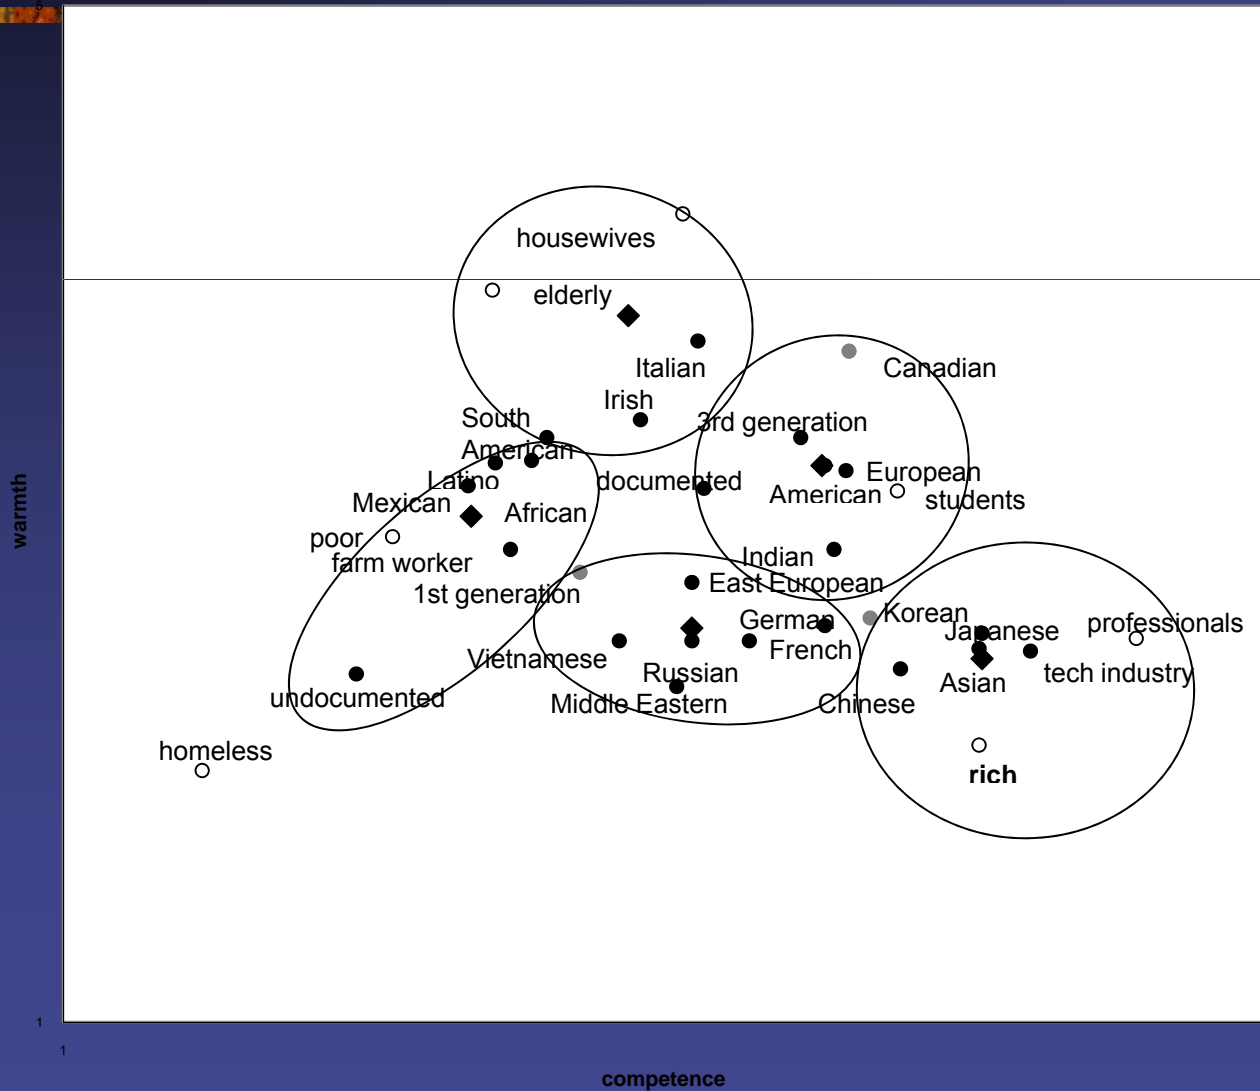 5
housewives
elderly
Italian
Canadian
Irish
South
American
3rd generation
Latino
documented
European
American
students
Mexican
African
poor
farm worker
Indian
1st generation
East European
German
Korean
Japanese
professionals
French
Vietnamese
Russian
tech industry
Asian
undocumented
Middle Eastern
Chinese
homeless
rich
warmth
1
1
competence